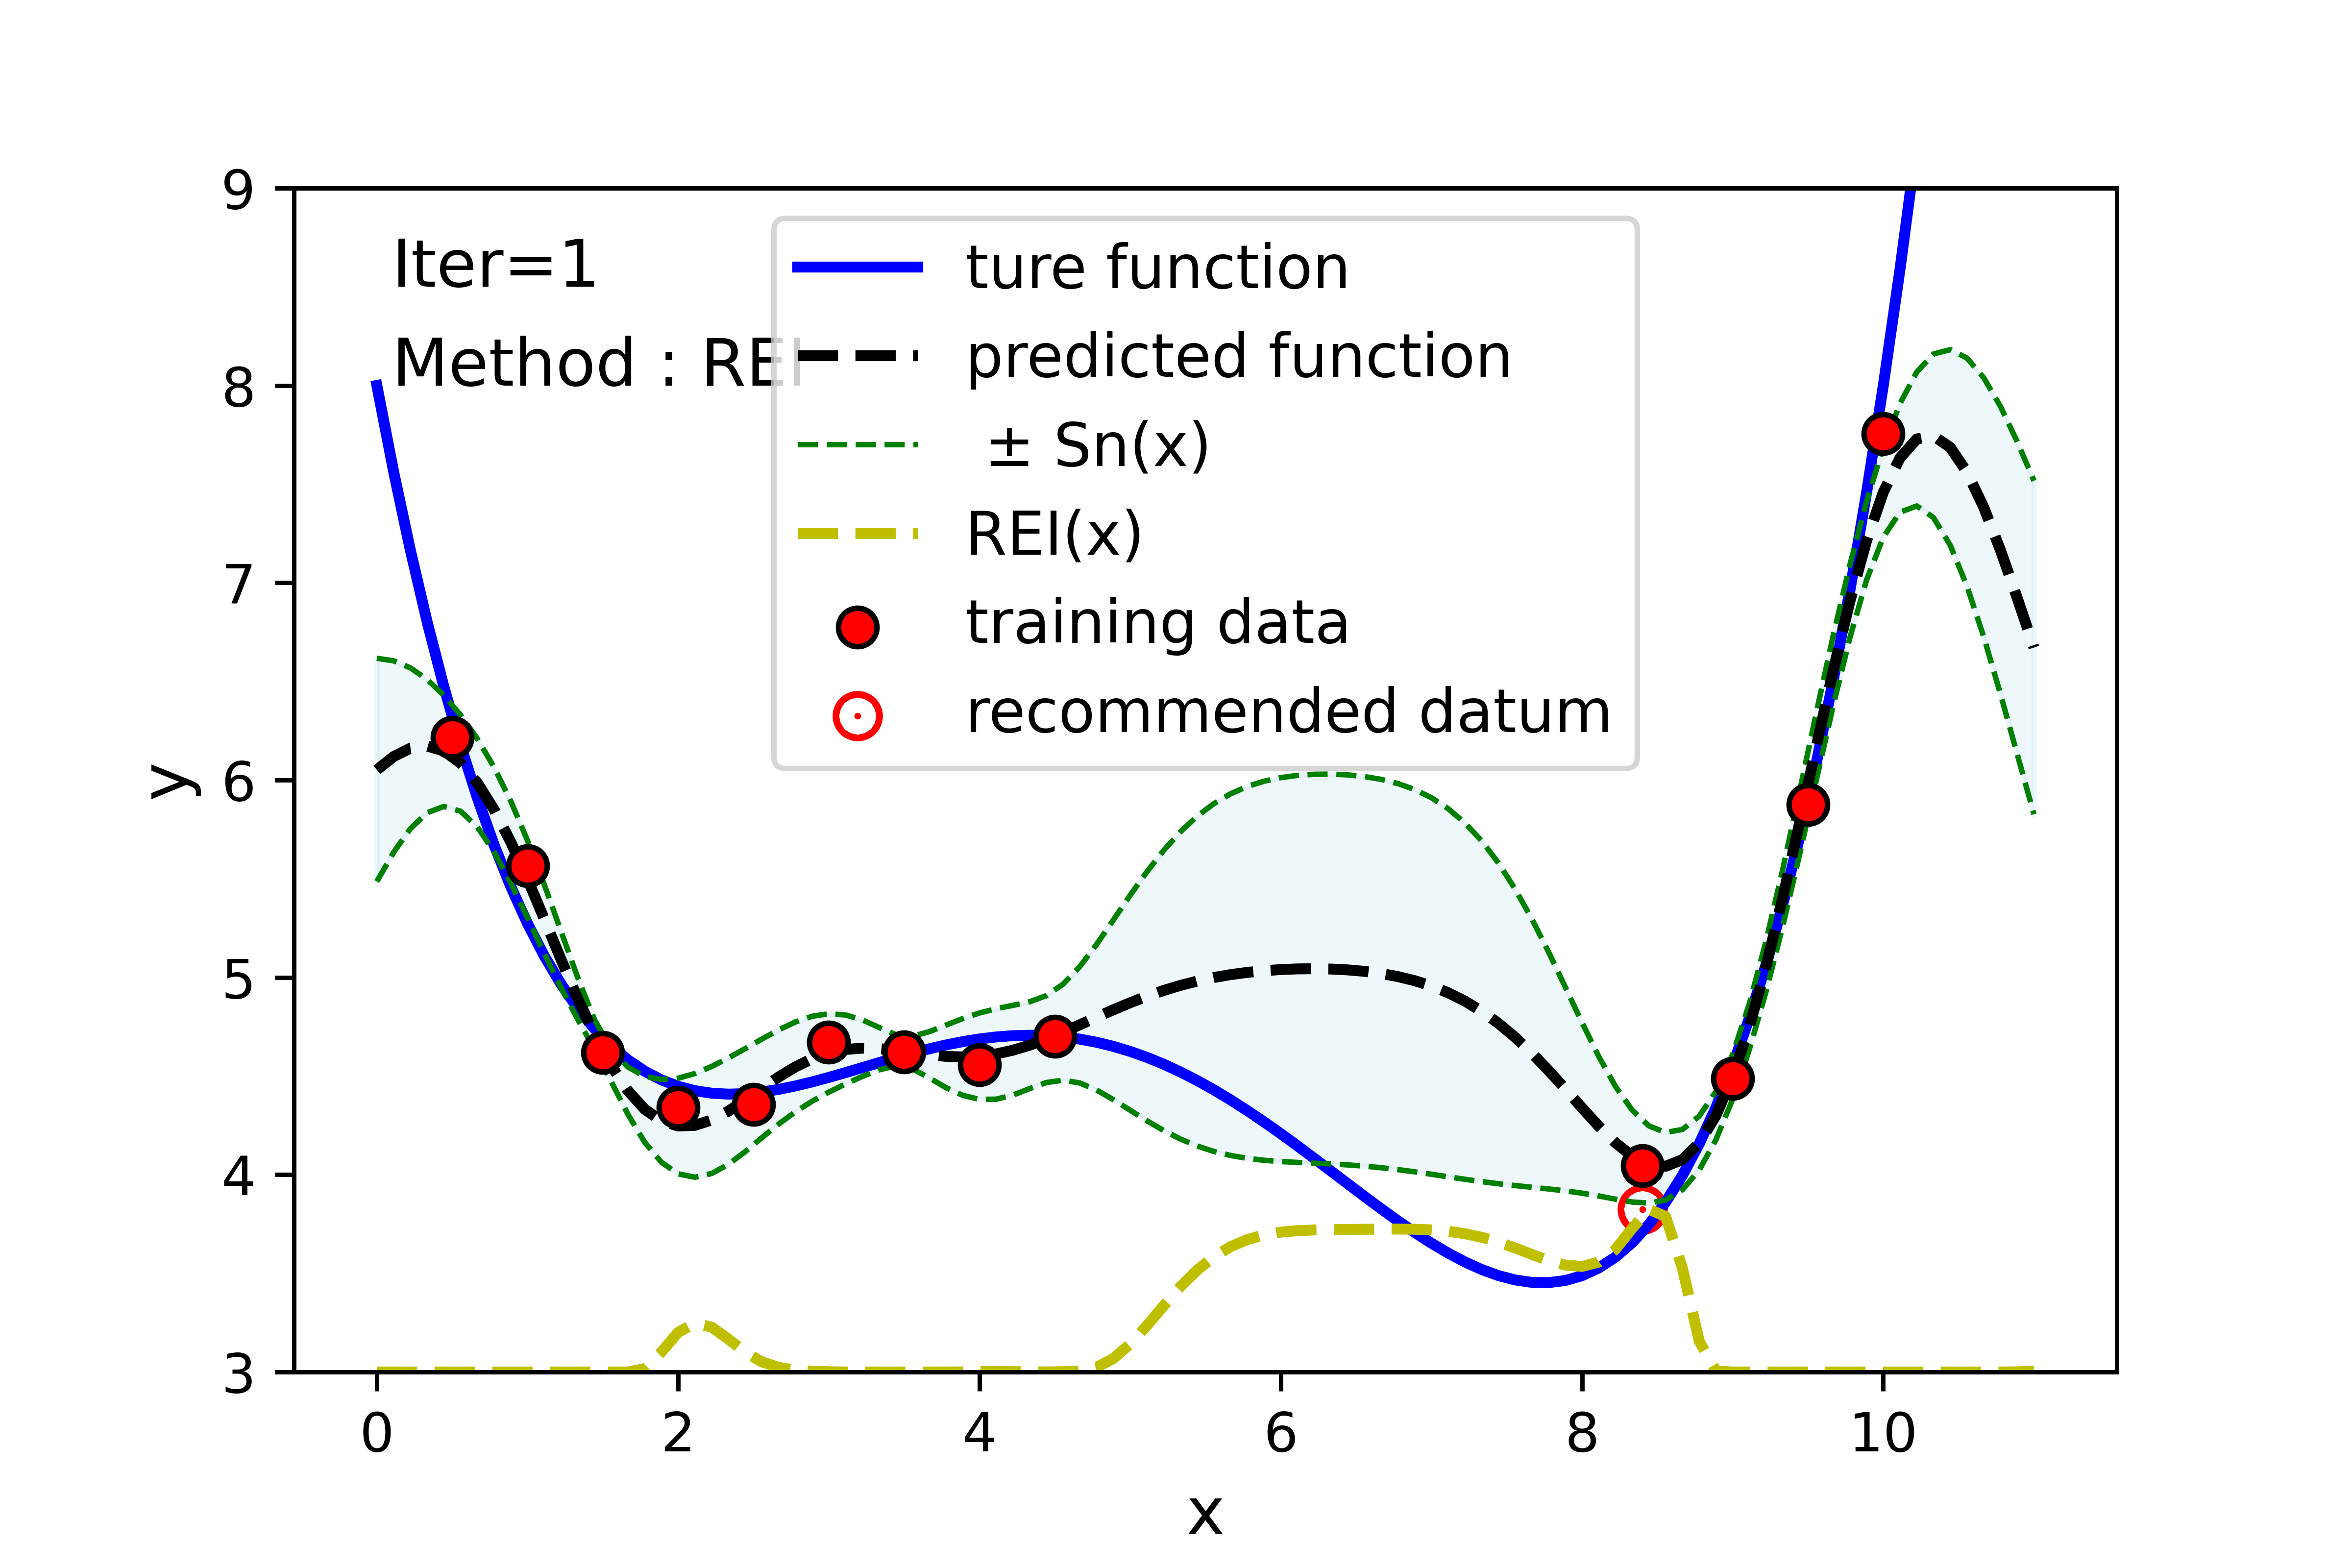 Iter=1
Method : REI
ture function
predicted function
± Sn(x)
REI(x)
training data
recommended datum
y
9
8
7
6
5
4
3
0 2 4 6 8 10
x